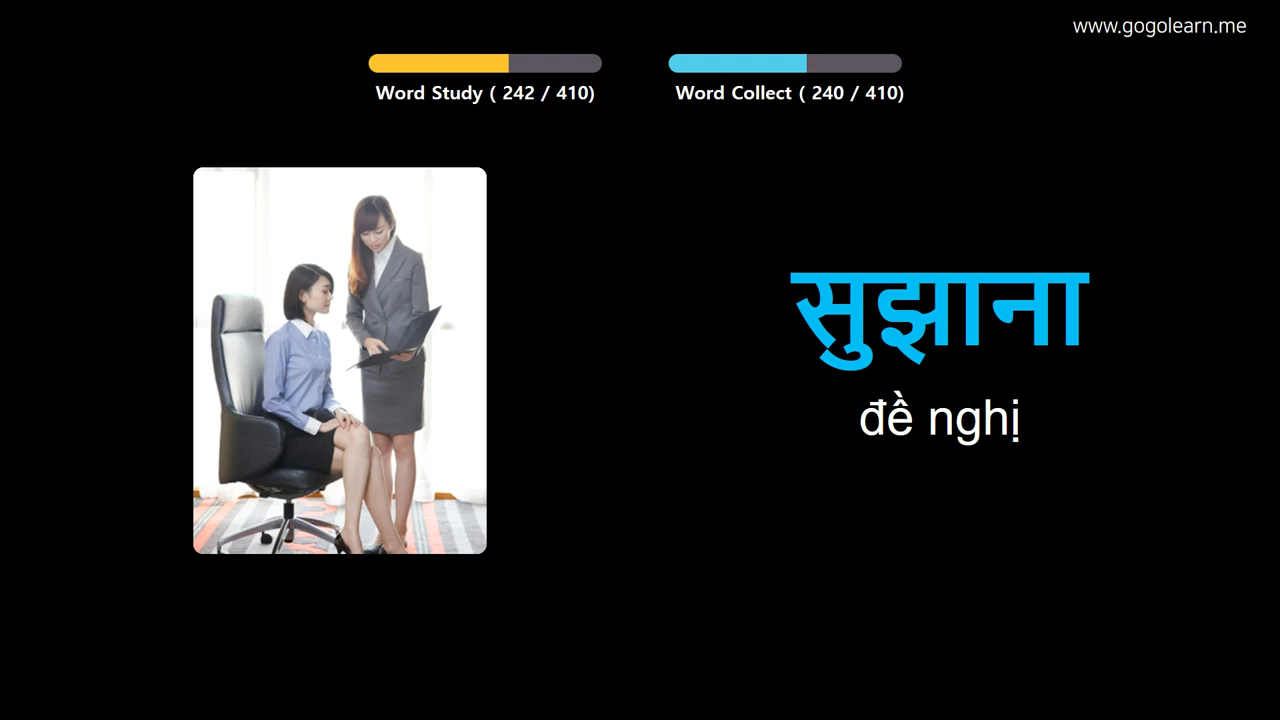 www.gogolearn.me
Word Study ( 242 / 410)
Word Collect ( 240 / 410)
सुझाना
đề nghị